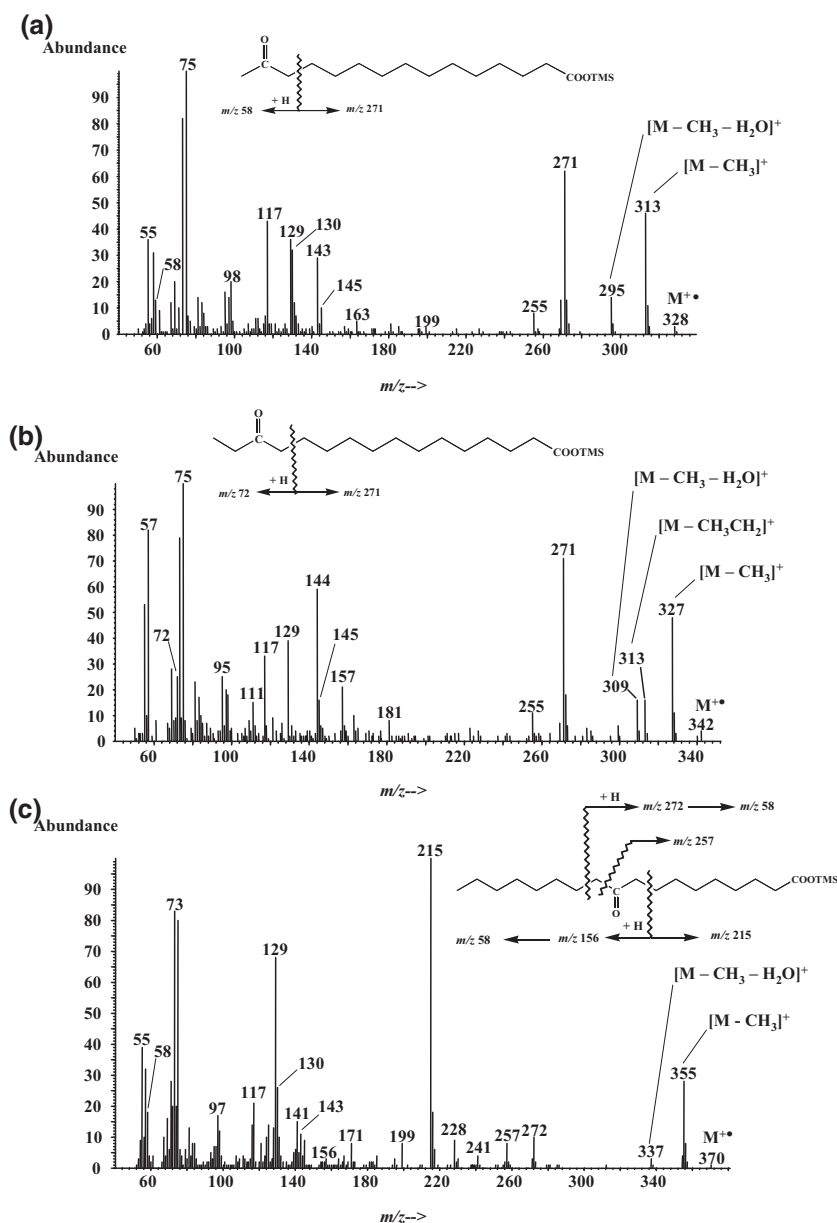 (a)
Abundance
O
COOTMS
+ H
m/z 58
m/z 271
75
[M – CH3 – H2O]+
[M – CH3]+
271
313
117
129
130
143
145
55
58
98
163
199
255
295
M+•
328
90
80
70
60
50
40
30
20
10
0
60 100 140 180 220 260 300
m/z-->
(b)
Abundance
O
COOTMS
+ H
m/z 72
m/z 271
75
[M – CH3 – H2O]+
[M – CH3CH2]+
[M – CH3]+
57
271
327
144
145
129
117
72
95
111
157
181
255
313
309
M+•
342
90
80
70
60
50
40
30
20
10
0
60 100 140 180 220 260 300 340
m/z-->
(c)
Abundance
+ H
m/z 272
m/z 58
m/z 257
COOTMS
O
+ H
m/z 58
m/z 156
m/z 215
215
73
129
[M – CH3 – H2O]+
[M - CH3]+
55
58
130
117
97
141
143
156
171
199
228
241
257
272
355
337
M+•
370
90
80
70
60
50
40
30
20
10
0
60 100 140 180 220 260 300 340
m/z-->